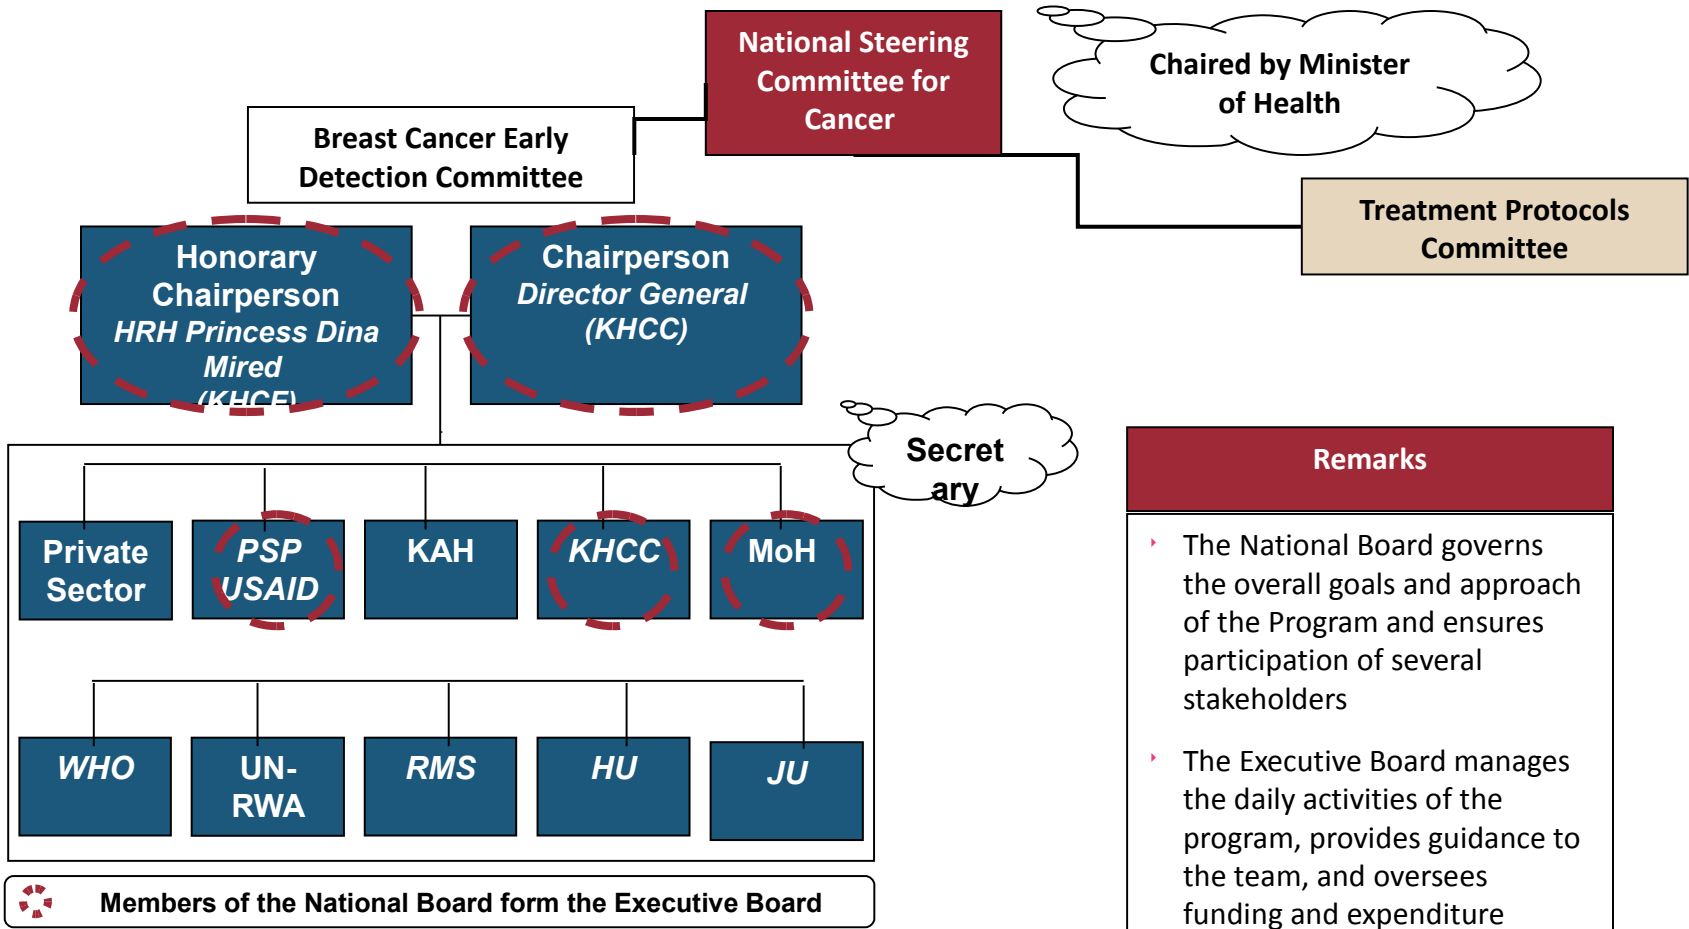 National Steering
Committee for
Cancer
Chaired by Minister
of Health
Breast Cancer Early
Detection Committee
Treatment Protocols
Committee
Honorary
Chairperson
HRH Princess Dina
Mired
(KHCF)
Chairperson
Director General
(KHCC)
Secret
ary
Private
Sector
PSP
USAID
KAH
KHCC
MoH
WHO
UN-
RWA
RMS
HU
JU
Members of the National Board form the Executive Board
Remarks
‣ The National Board governs
the overall goals and approach
of the Program and ensures
participation of several
stakeholders
‣ The Executive Board manages
the daily activities of the
program, provides guidance to
the team, and oversees
funding and expenditure